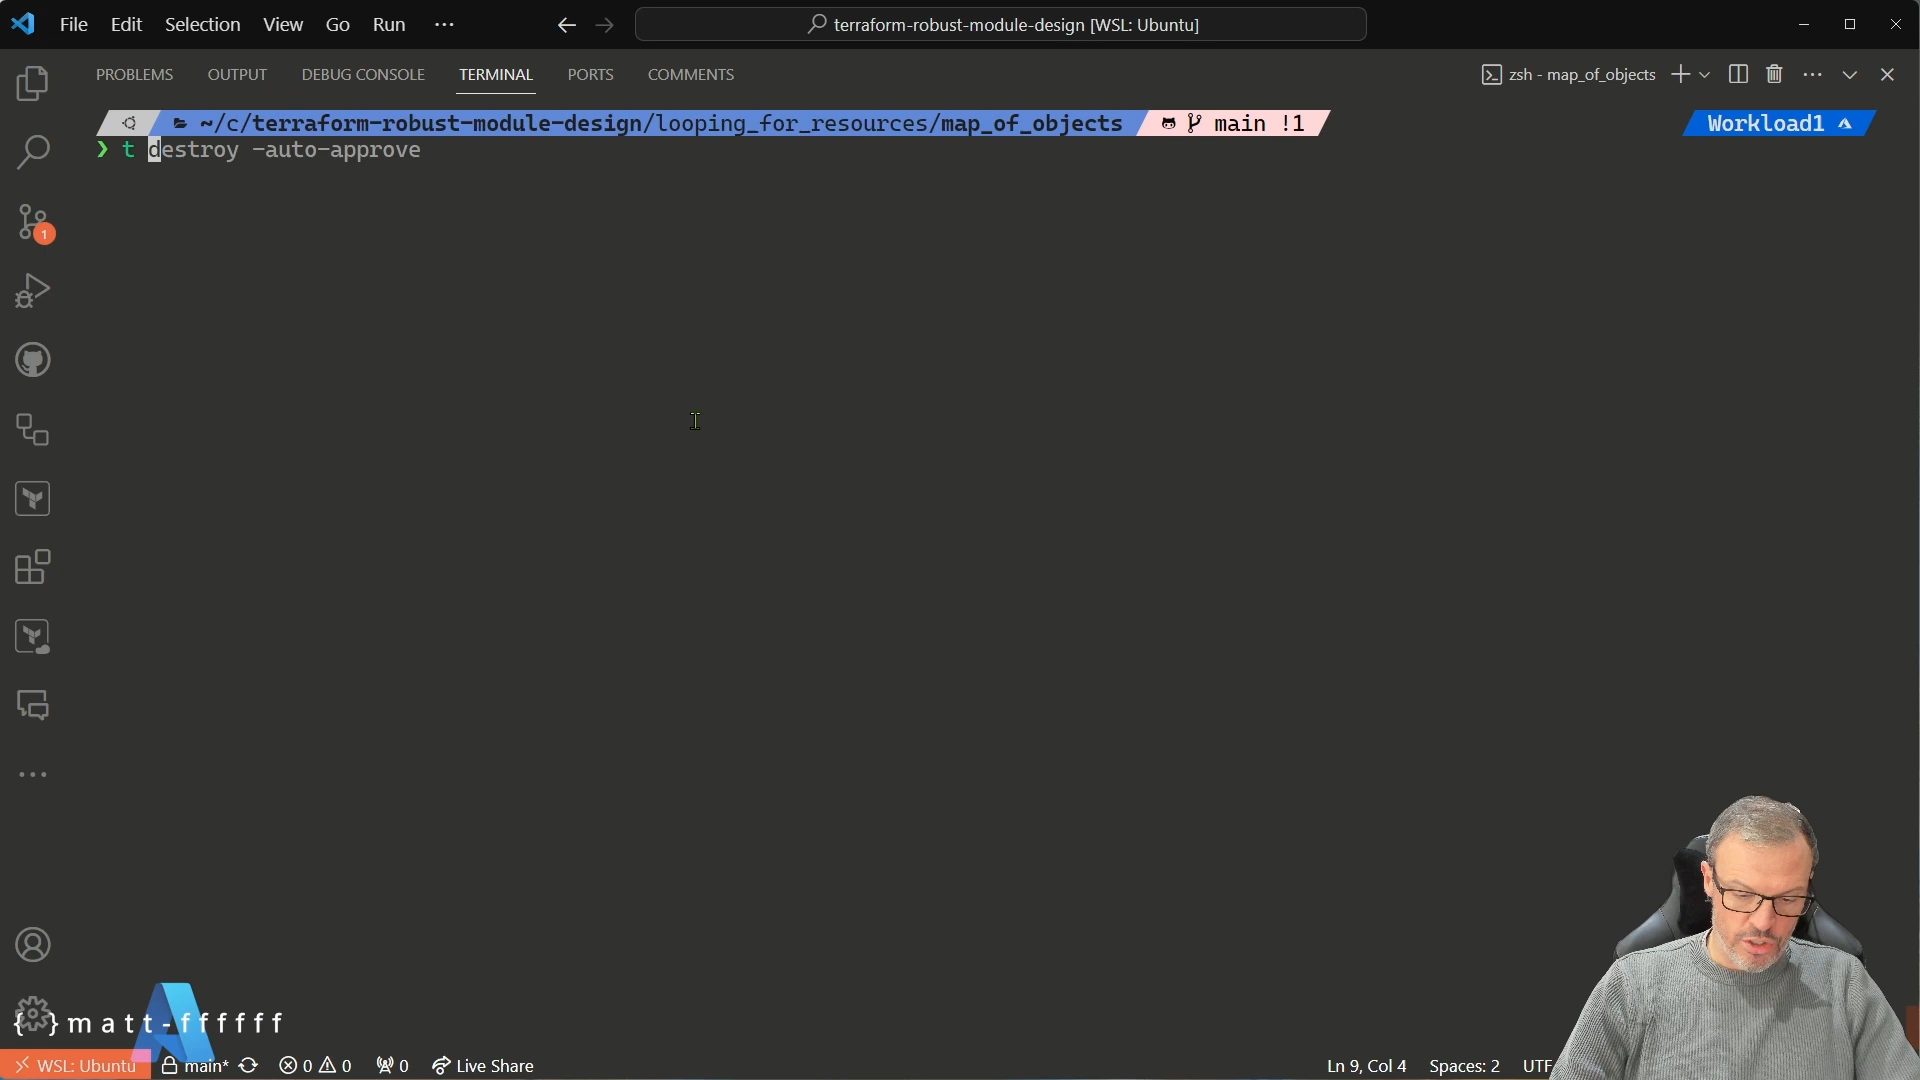 File Edit Selection View Go Run ··· terraform-robust-module-design [WSL: Ubuntu]
PROBLEMS OUTPUT DEBUG CONSOLE TERMINAL PORTS COMMENTS zsh - map_of_objects
~/c/terraform-robust-module-design/looping_for_resources/map_of_objects main !1 Workload1
❯ t destroy -auto-approve
1
{ } matt-ffffff
WSL: Ubuntu main* 0 0 0 Live Share Ln 9, Col 4 Spaces: 2 UTF